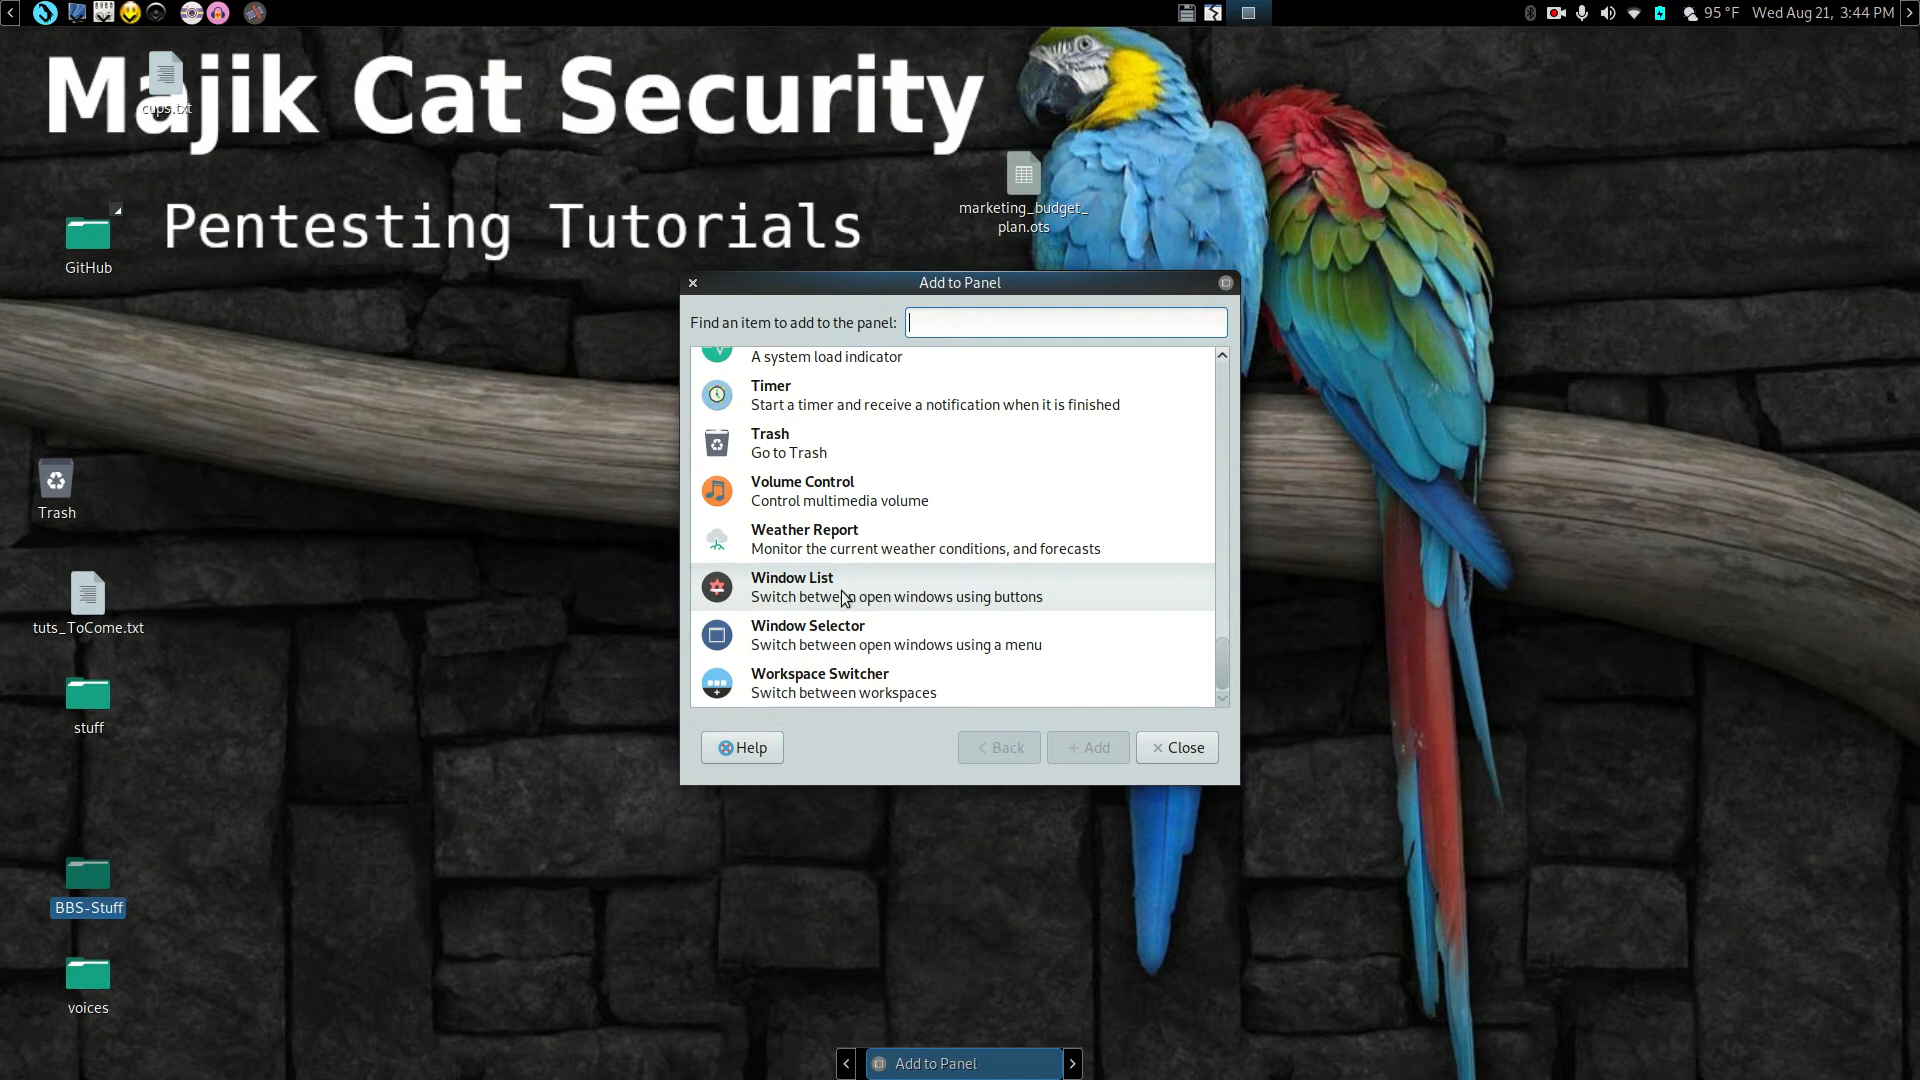 95 °F
Wed Aug 21, 3:44 PM
Majik Cat Security
cups.txt
Pentesting Tutorials
marketing_budget_
plan.ots
GitHub
Trash
tuts_ToCome.txt
stuff
BBS-Stuff
voices
Add to Panel
Find an item to add to the panel:
A system load indicator
Timer
Start a timer and receive a notification when it is finished
Trash
Go to Trash
Volume Control
Control multimedia volume
Weather Report
Monitor the current weather conditions, and forecasts
Window List
Switch between open windows using buttons
Window Selector
Switch between open windows using a menu
Workspace Switcher
Switch between workspaces
Help
Back
Add
Close
Add to Panel